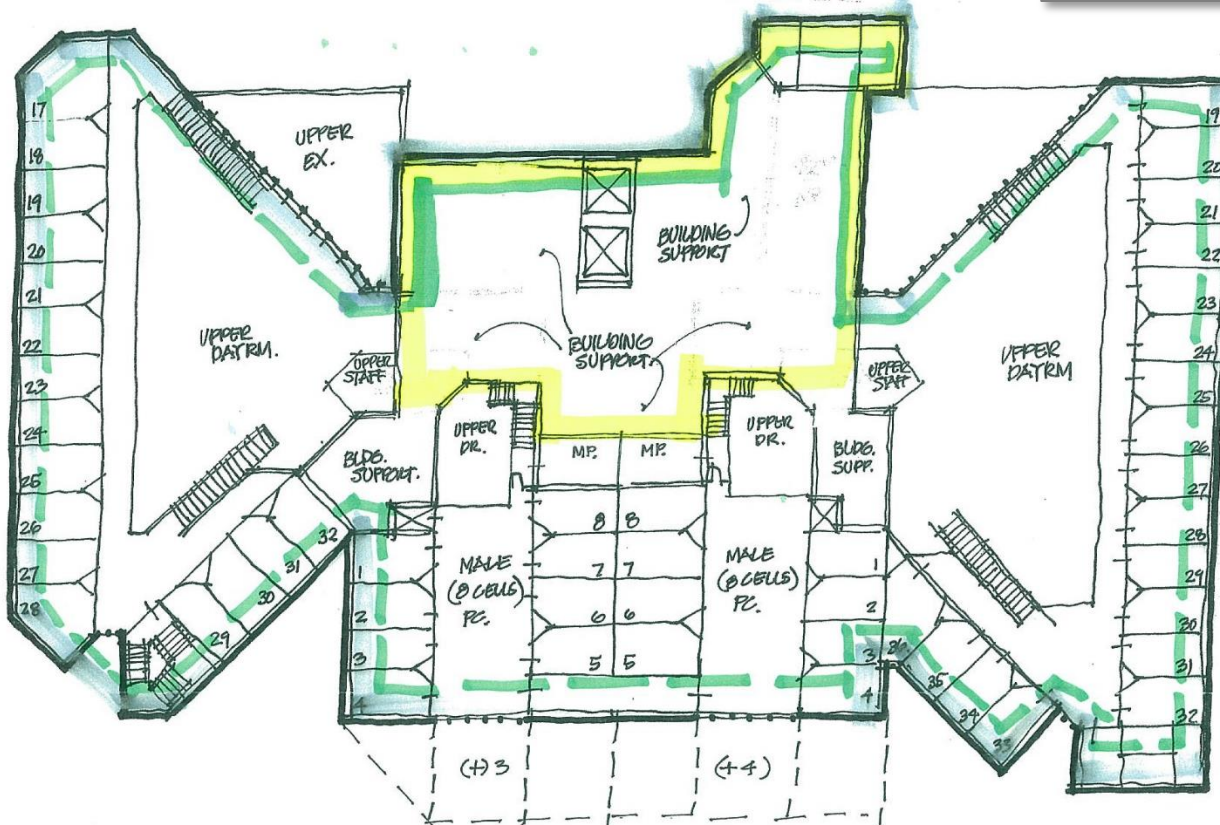 17
18
19
20
21
22
23
24
25
26
27
28
29
30
31
32
UPPER
EX.
UPPER
DAYRM.
UPPER
STAFF
BLDG.
SUPPORT.
UPPER
DR.
BUILDING
SUPPORT
BUILDING
SUPPORT
MP.
MP.
1
2
3
4
MALE
(8 CELLS)
PC.
8 8
7 7
6 6
5 5
MALE
(8 CELLS)
PC.
UPPER
DR.
BLDG.
SUPP.
UPPER
STAFF
UPPER
DAYRM
1
2
3
4
19
20
21
22
23
24
25
26
27
28
29
30
31
32
33
34
35
36
(+)3
(+4)